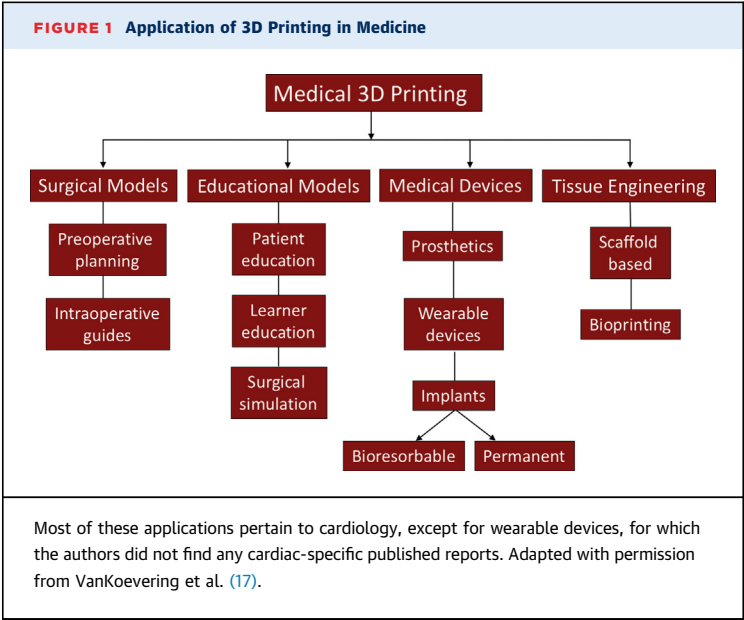 FIGURE 1 Application of 3D Printing in Medicine
Medical 3D Printing
Surgical Models
Preoperative
planning
Intraoperative
guides
Educational Models
Patient
education
Learner
education
Surgical
simulation
Medical Devices
Prosthetics
Wearable
devices
Implants
Bioresorbable
Permanent
Tissue Engineering
Scaffold
based
Bioprinting
Most of these applications pertain to cardiology, except for wearable devices, for which
the authors did not find any cardiac-specific published reports. Adapted with permission
from VanKoevering et al. (17).